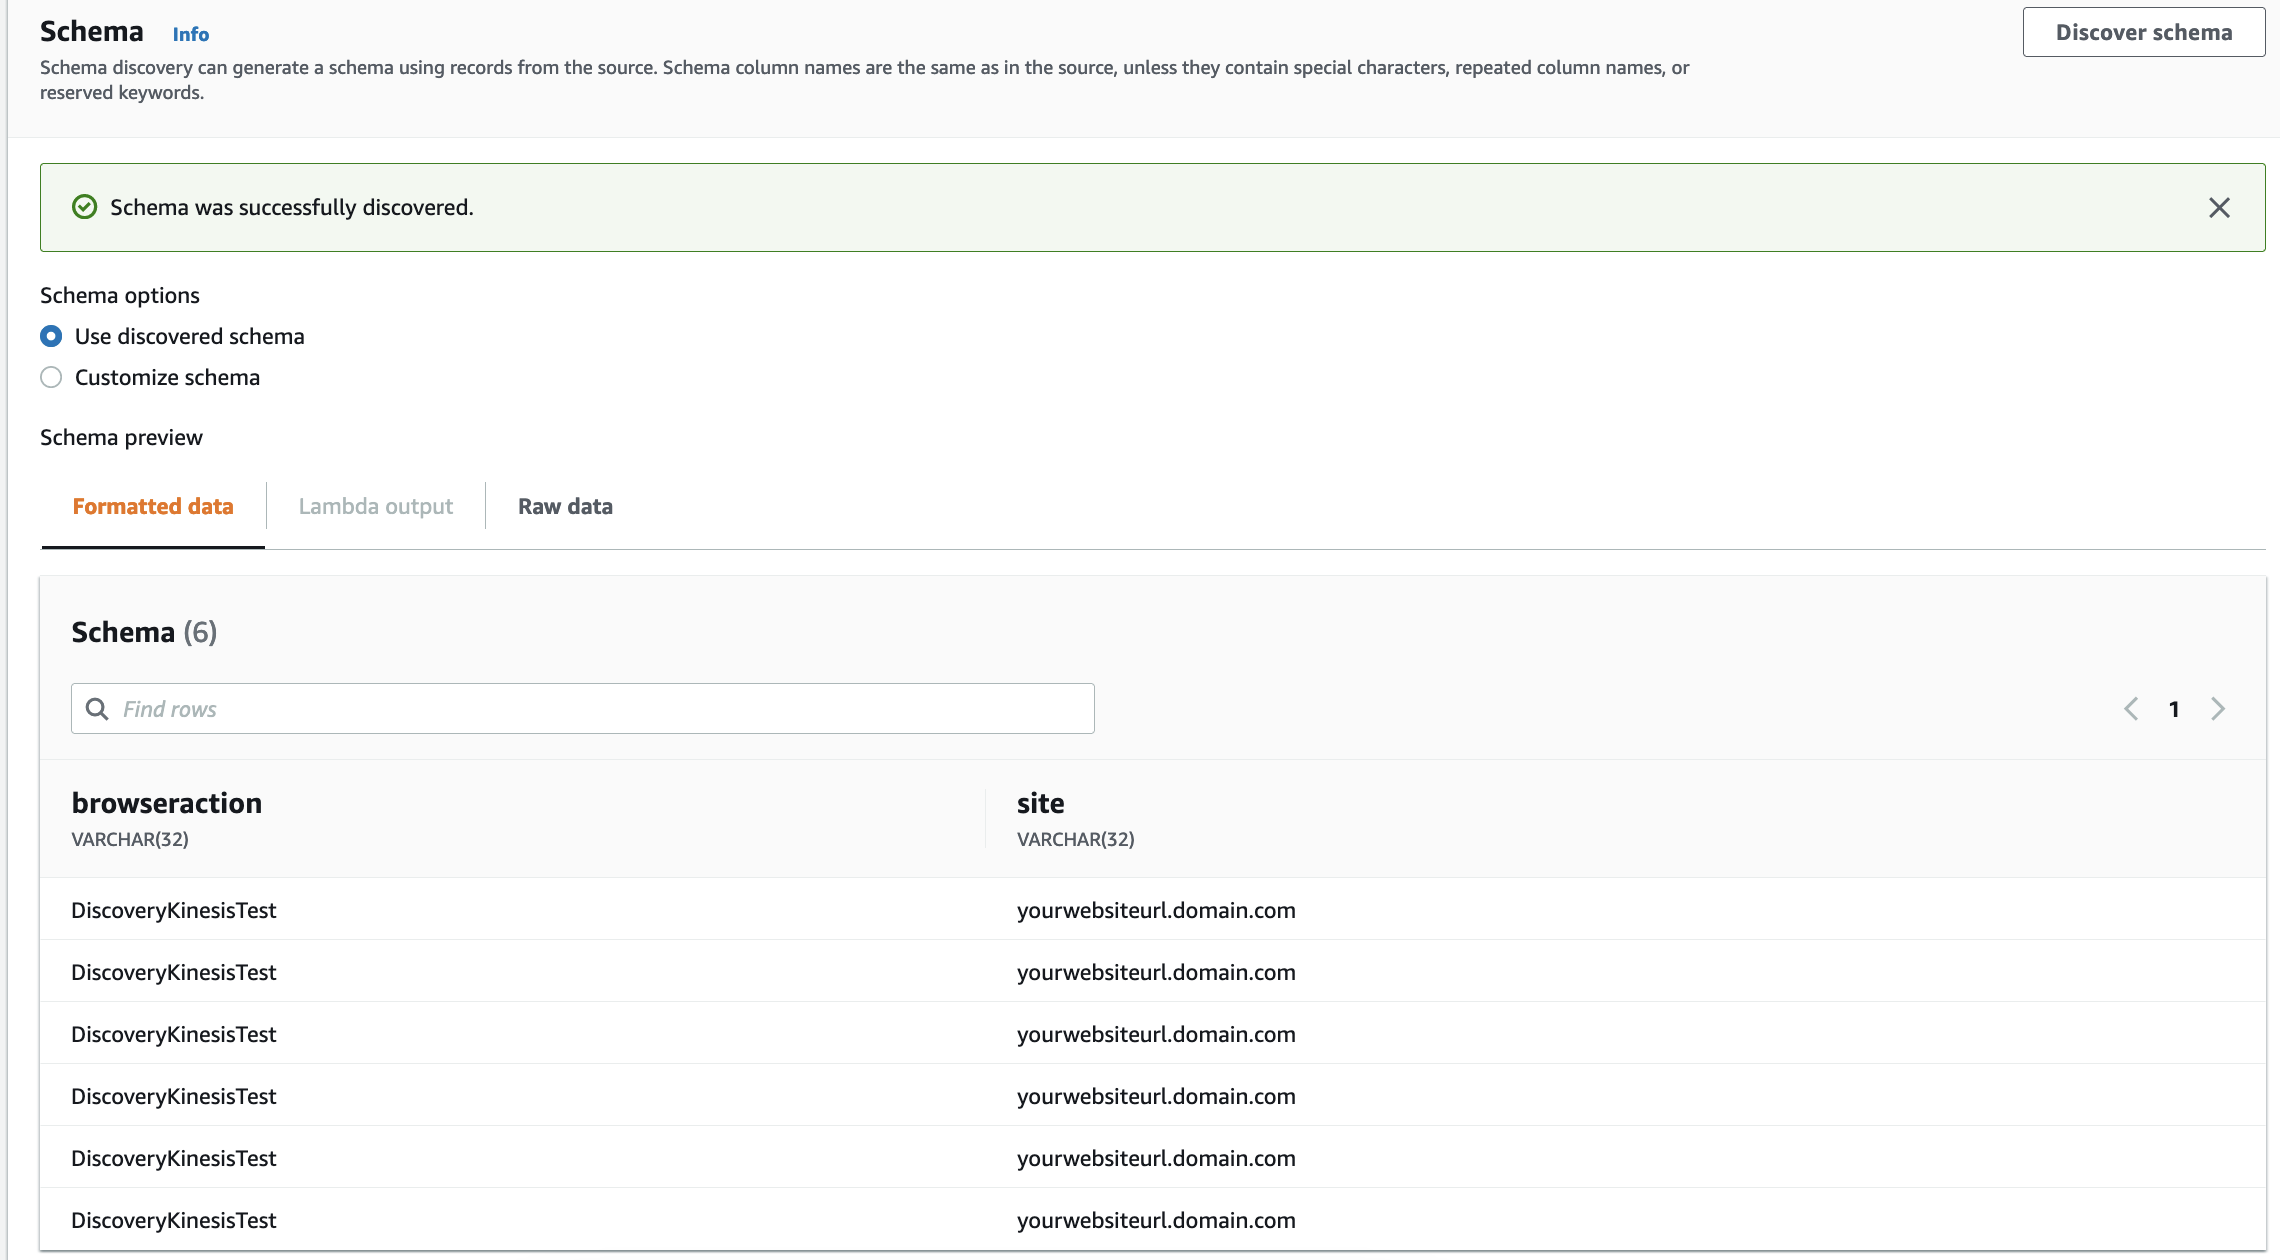 Schema Info
Discover schema
Schema discovery can generate a schema using records from the source. Schema column names are the same as in the source, unless they contain special characters, repeated column names, or
reserved keywords.
Schema was successfully discovered.
Schema options
Use discovered schema
Customize schema
Schema preview
Formatted data Lambda output Raw data
Schema (6)
Find rows 1
browseraction site
VARCHAR(32) VARCHAR(32)
DiscoveryKinesisTest yourwebsiteurl.domain.com
DiscoveryKinesisTest yourwebsiteurl.domain.com
DiscoveryKinesisTest yourwebsiteurl.domain.com
DiscoveryKinesisTest yourwebsiteurl.domain.com
DiscoveryKinesisTest yourwebsiteurl.domain.com
DiscoveryKinesisTest yourwebsiteurl.domain.com